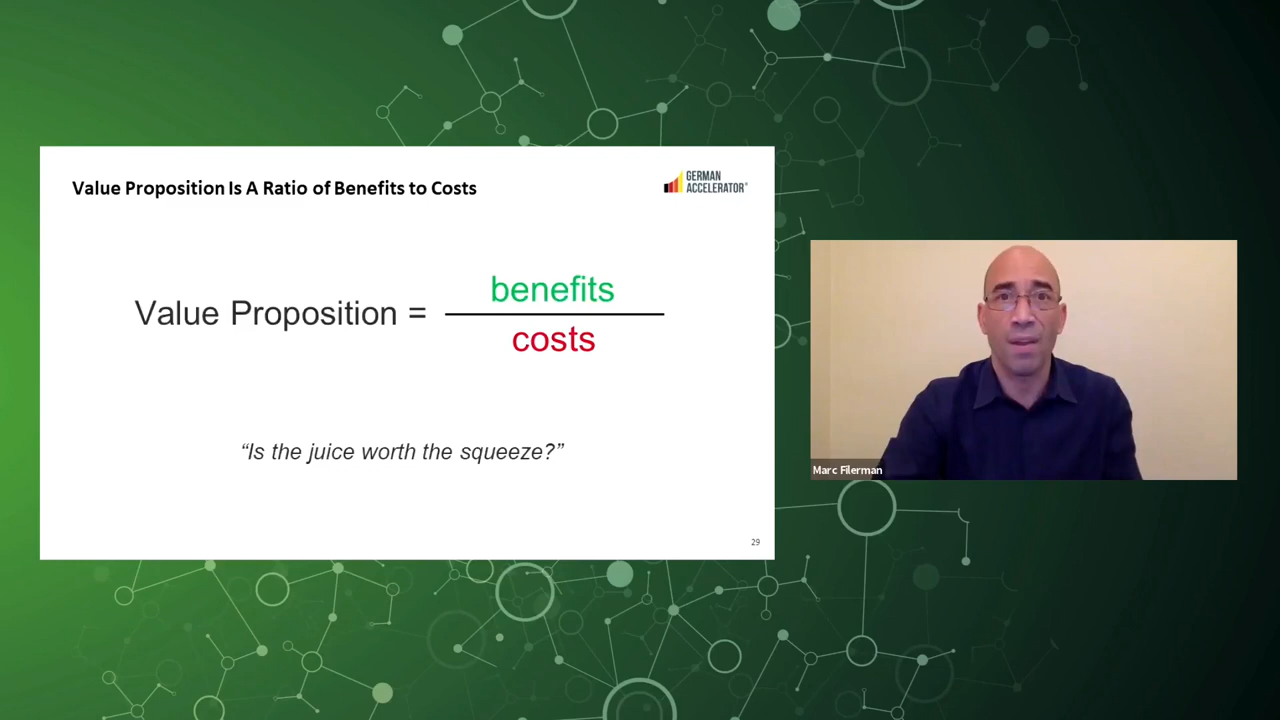 Value Proposition Is A Ratio of Benefits to Costs
GERMAN
ACCELERATOR®
benefits
Value Proposition =
costs
“Is the juice worth the squeeze?”
29
Marc Filerman